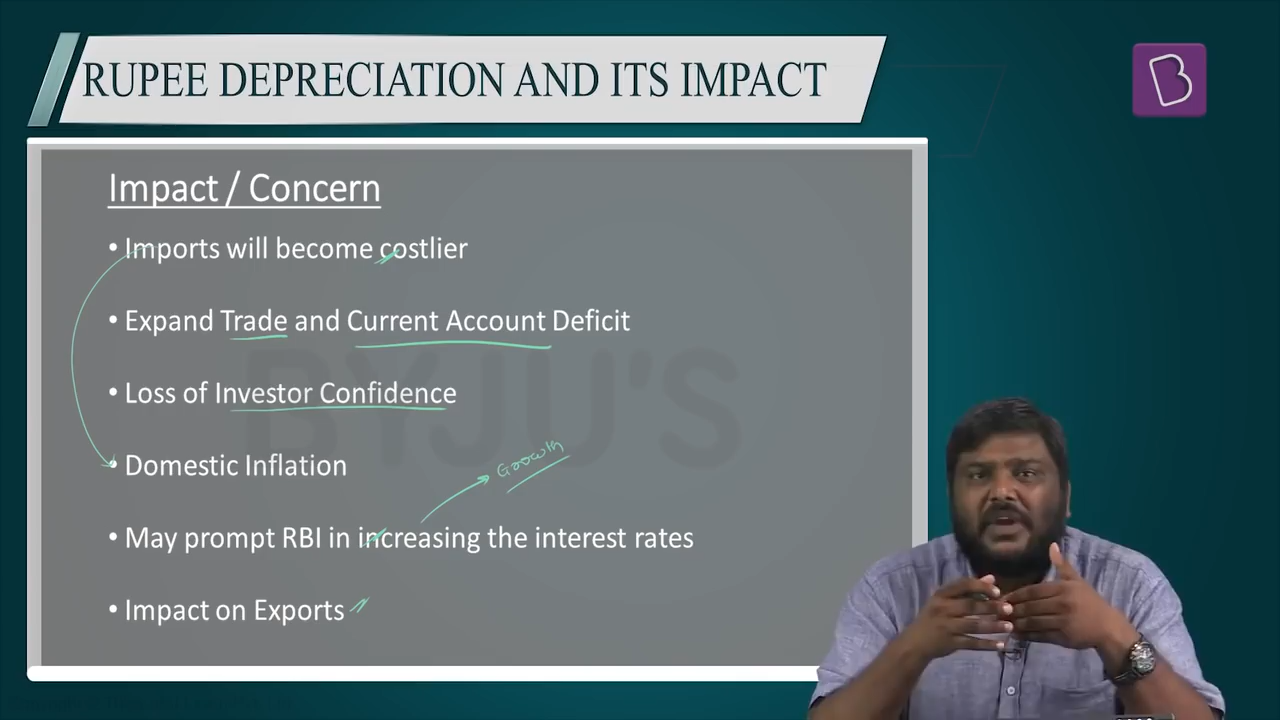 RUPEE DEPRECIATION AND ITS IMPACT
B
Impact / Concern
• Imports will become costlier
• Expand Trade and Current Account Deficit
• Loss of Investor Confidence
BYJU'S
• Domestic Inflation
Growth
• May prompt RBI in increasing the interest rates
• Impact on Exports